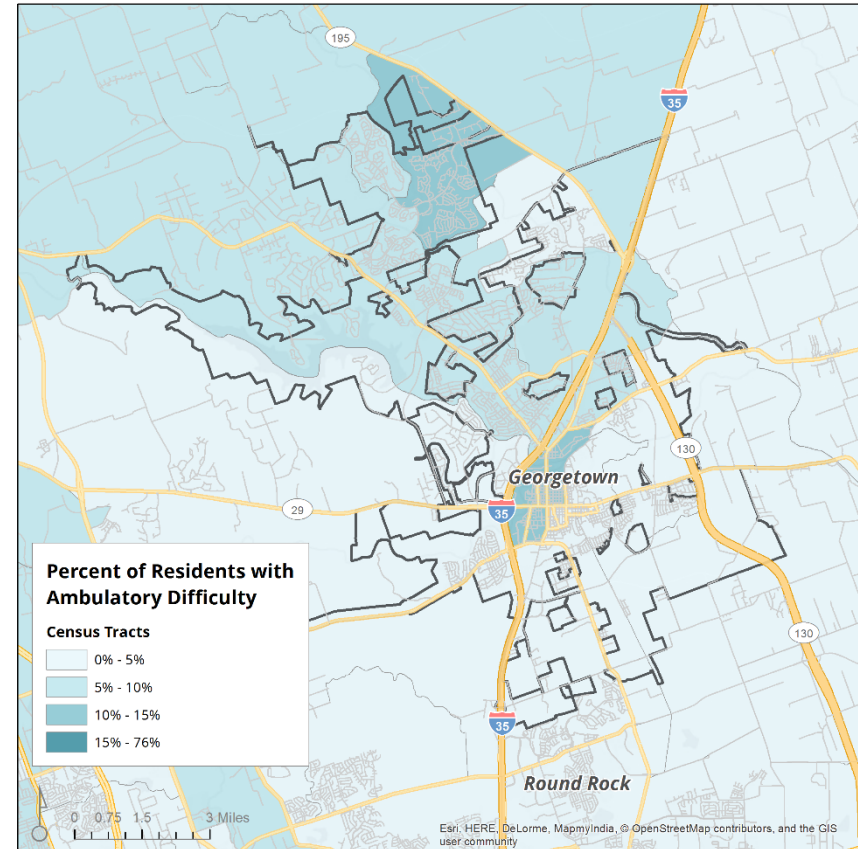 195
35
130
Georgetown
29
35
Percent of Residents with
Ambulatory Difficulty
Census Tracts
0% - 5%
5% - 10%
10% - 15%
15% - 76%
130
35
Round Rock
0 0.75 1.5 3 Miles
Esri, HERE, DeLorme, MapmyIndia, © OpenStreetMap contributors, and the GIS
user community